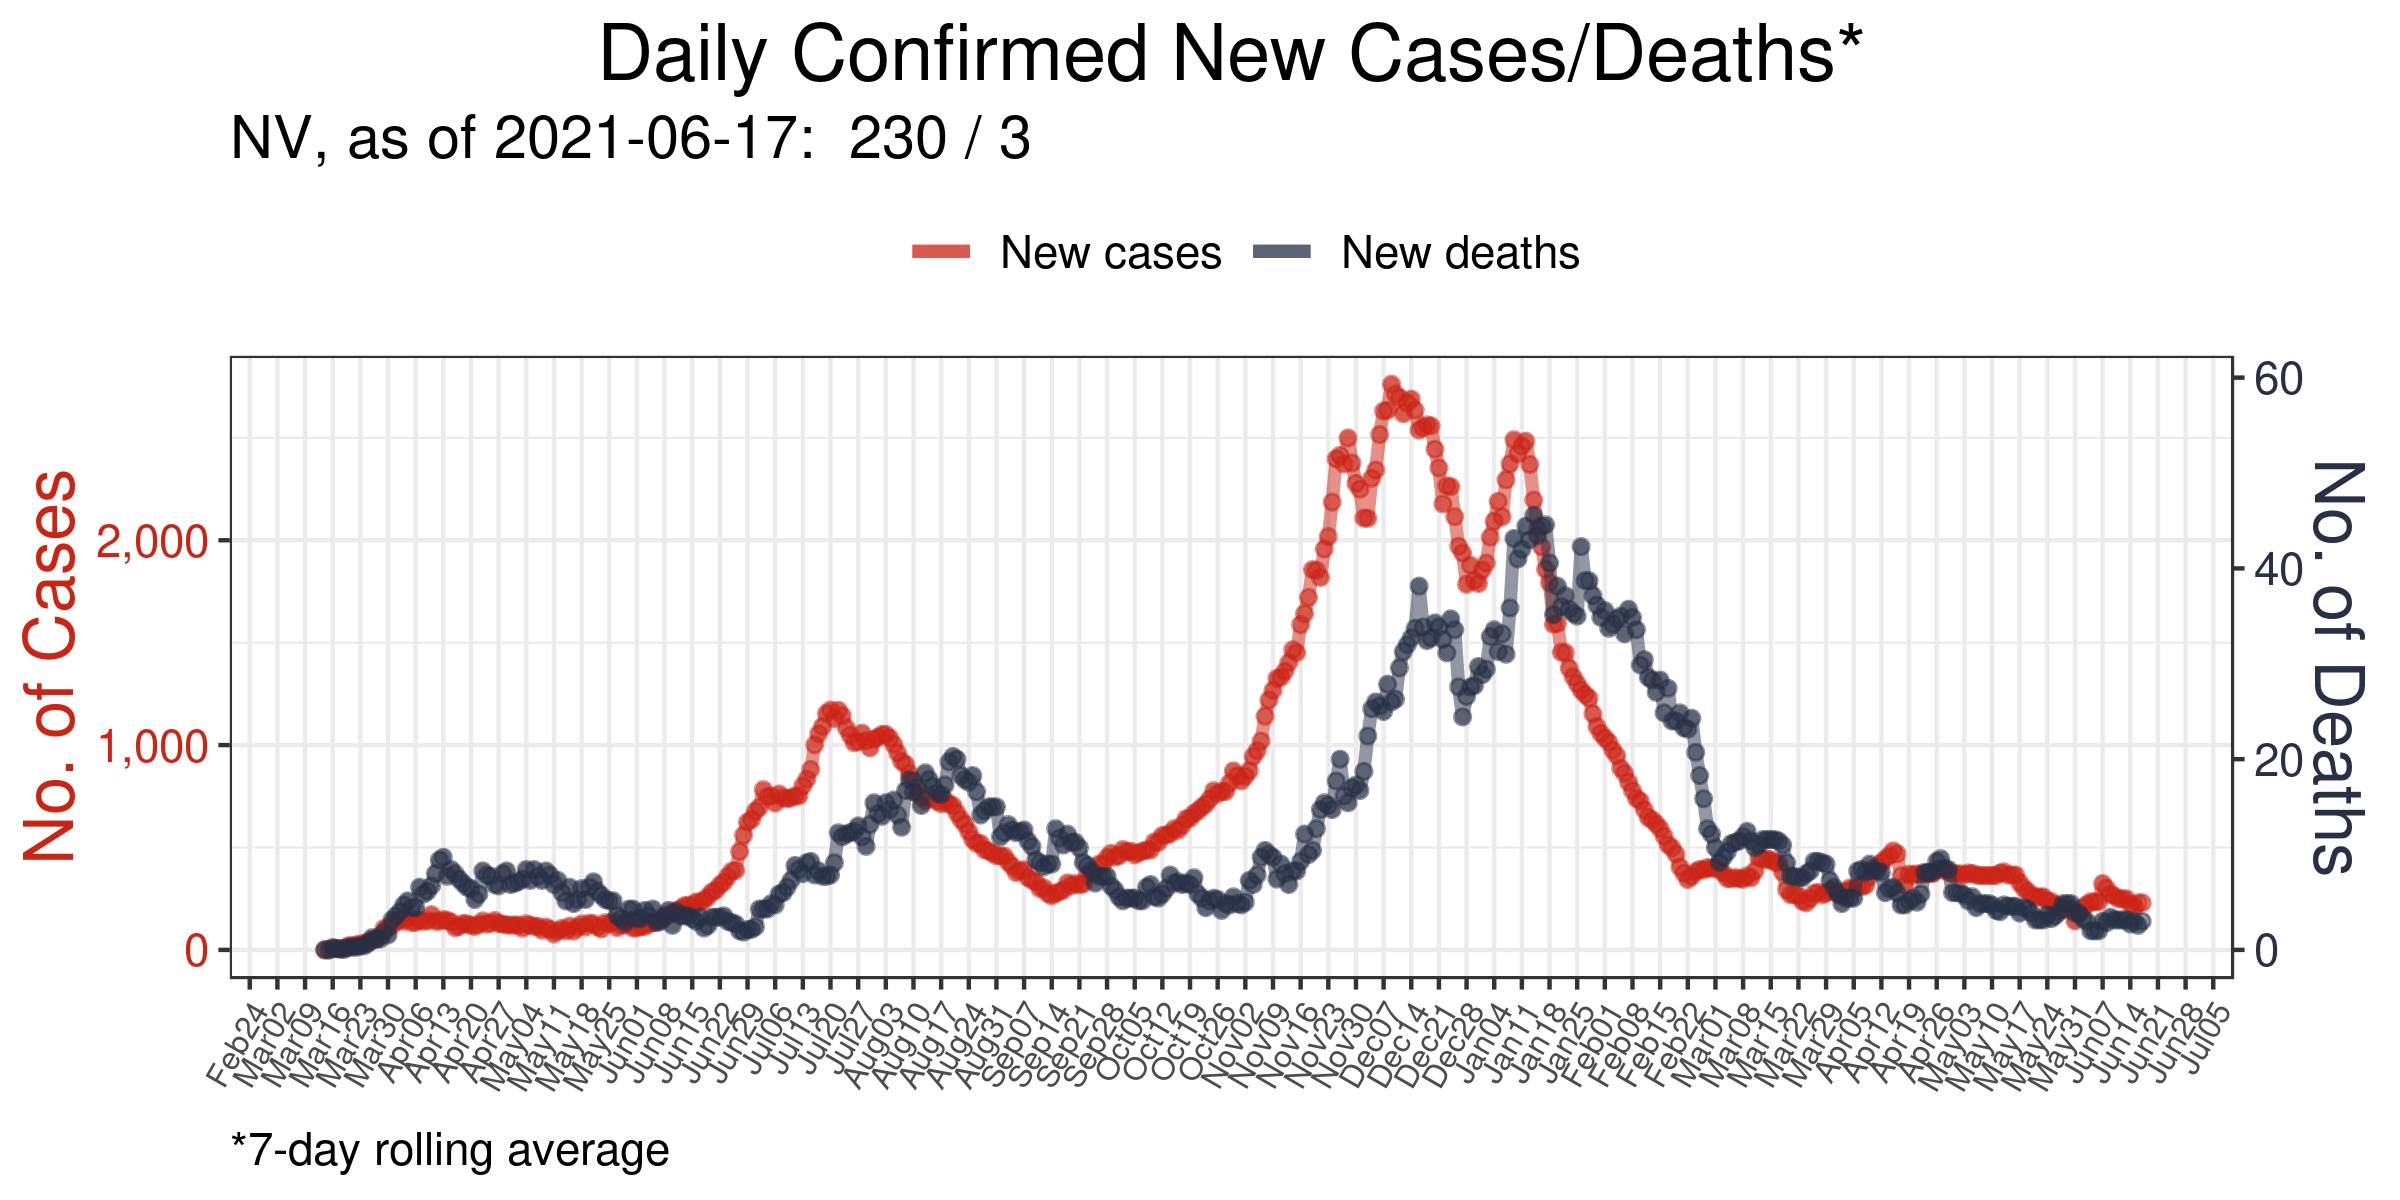 Daily Confirmed New Cases/Deaths*
NV, as of 2021-06-17:  230 / 3
New cases
New deaths
No. of Cases
2,000
1,000
0
60
40
20
0
No. of Deaths
Feb24
Mar02
Mar09
Mar16
Mar23
Mar30
Apr06
Apr13
Apr20
Apr27
May04
May11
May18
May25
Jun01
Jun08
Jun15
Jun22
Jun29
Jul06
Jul13
Jul20
Jul27
Aug03
Aug10
Aug17
Aug24
Aug31
Sep07
Sep14
Sep21
Sep28
Oct05
Oct12
Oct19
Oct26
Nov02
Nov09
Nov16
Nov23
Nov30
Dec07
Dec14
Dec21
Dec28
Jan04
Jan11
Jan18
Jan25
Feb01
Feb08
Feb15
Feb22
Mar01
Mar08
Mar15
Mar22
Mar29
Apr05
Apr12
Apr19
Apr26
May03
May10
May17
May24
May31
Jun07
Jun14
Jun21
Jun28
Jul05
*7-day rolling average